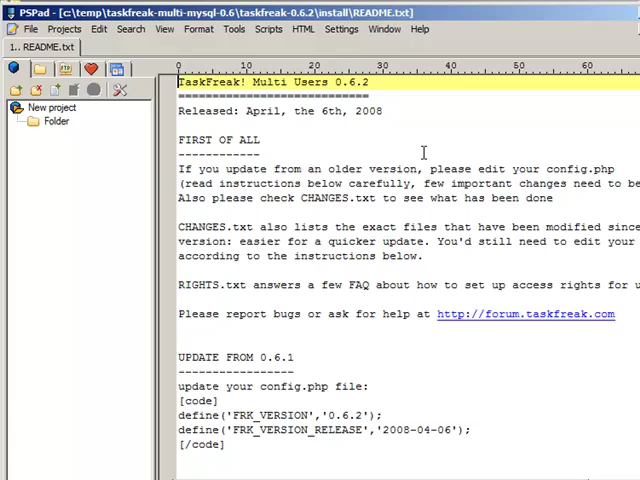 PSPad - [c:\temp\taskfreak-multi-mysql-0.6\taskfreak-0.6.2\install\README.txt]
File Projects Edit Search View Format Tools Scripts HTML Settings Window Help
1.. README.txt
0 10 20 30 40 50 60
New project
Folder
TaskFreak! Multi Users 0.6.2
============================
Released: April, the 6th, 2008
FIRST OF ALL
------------
If you update from an older version, please edit your config.php
(read instructions below carefully, few important changes need to be
Also please check CHANGES.txt to see what has been done
CHANGES.txt also lists the exact files that have been modified since
version: easier for a quicker update. You'd still need to edit your
according to the instructions below.
RIGHTS.txt answers a few FAQ about how to set up access rights for u
Please report bugs or ask for help at http://forum.taskfreak.com
UPDATE FROM 0.6.1
-----------------
update your config.php file:
[code]
define('FRK_VERSION','0.6.2');
define('FRK_VERSION_RELEASE','2008-04-06');
[/code]